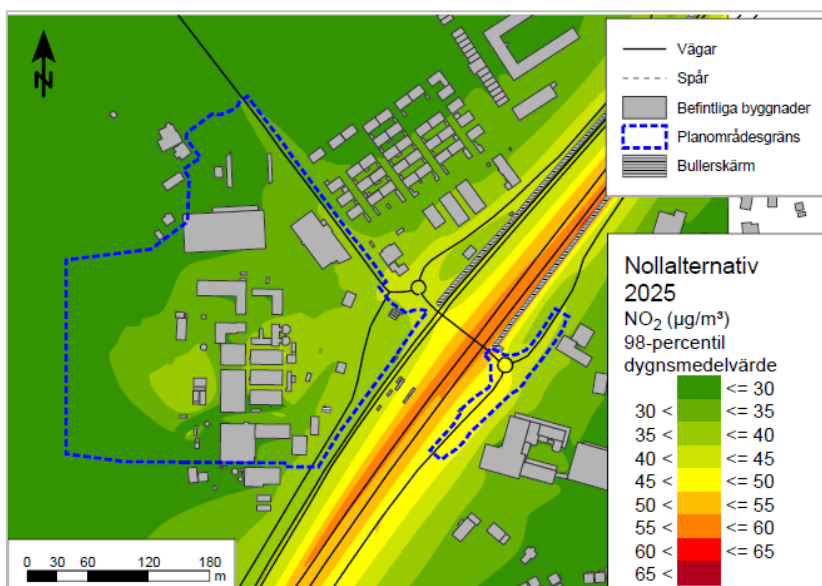 N
Vägar
Spår
Befintliga byggnader
Planområdesgräns
Bullerskärm
Nollalternativ
2025
NO₂ (µg/m³)
98-percentil
dygnsmedelvärde
<= 30
30 < <= 35
35 < <= 40
40 < <= 45
45 < <= 50
50 < <= 55
55 < <= 60
60 < <= 65
65 <
0 30 60 120 180
m